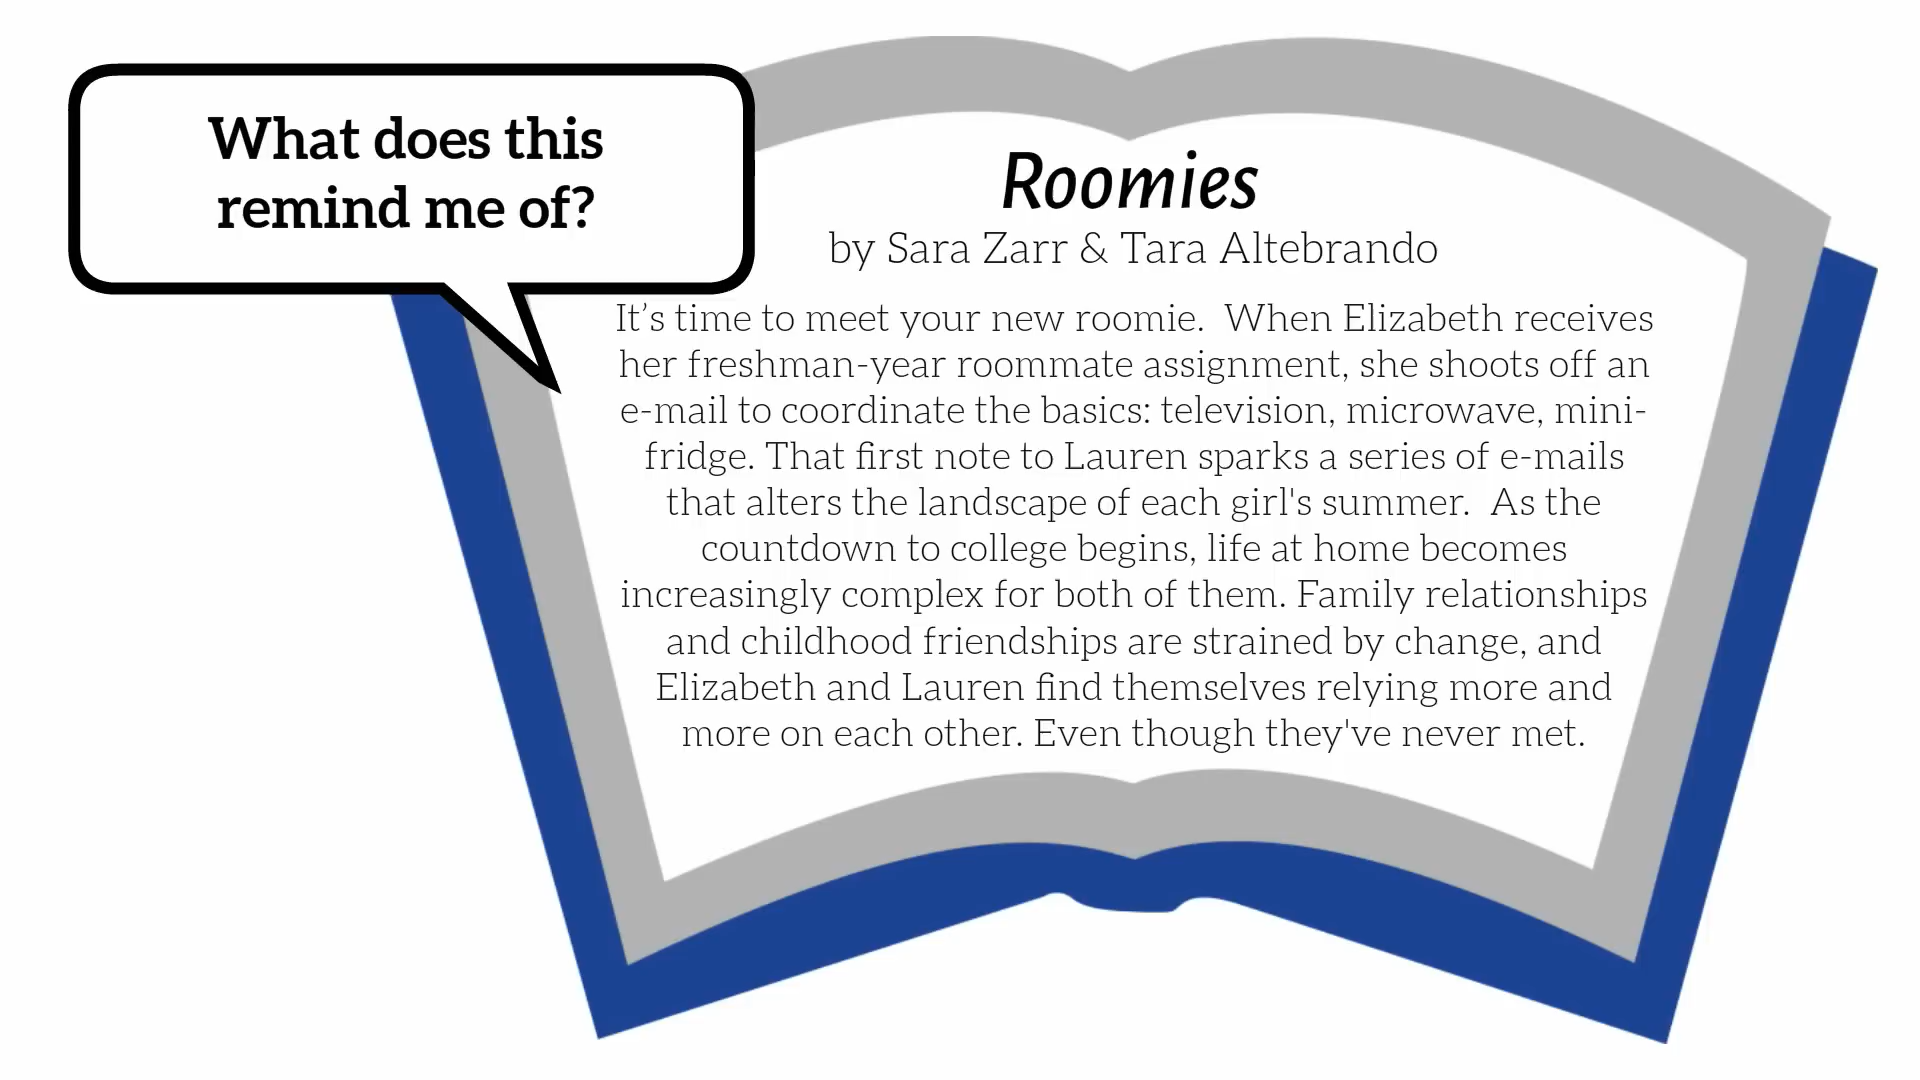 What does this
remind me of?
Roomies
by Sara Zarr & Tara Altebrando
It’s time to meet your new roomie.  When Elizabeth receives
her freshman-year roommate assignment, she shoots off an
e-mail to coordinate the basics: television, microwave, mini-
fridge. That first note to Lauren sparks a series of e-mails
that alters the landscape of each girl's summer.  As the
countdown to college begins, life at home becomes
increasingly complex for both of them. Family relationships
and childhood friendships are strained by change, and
Elizabeth and Lauren find themselves relying more and
more on each other. Even though they've never met.